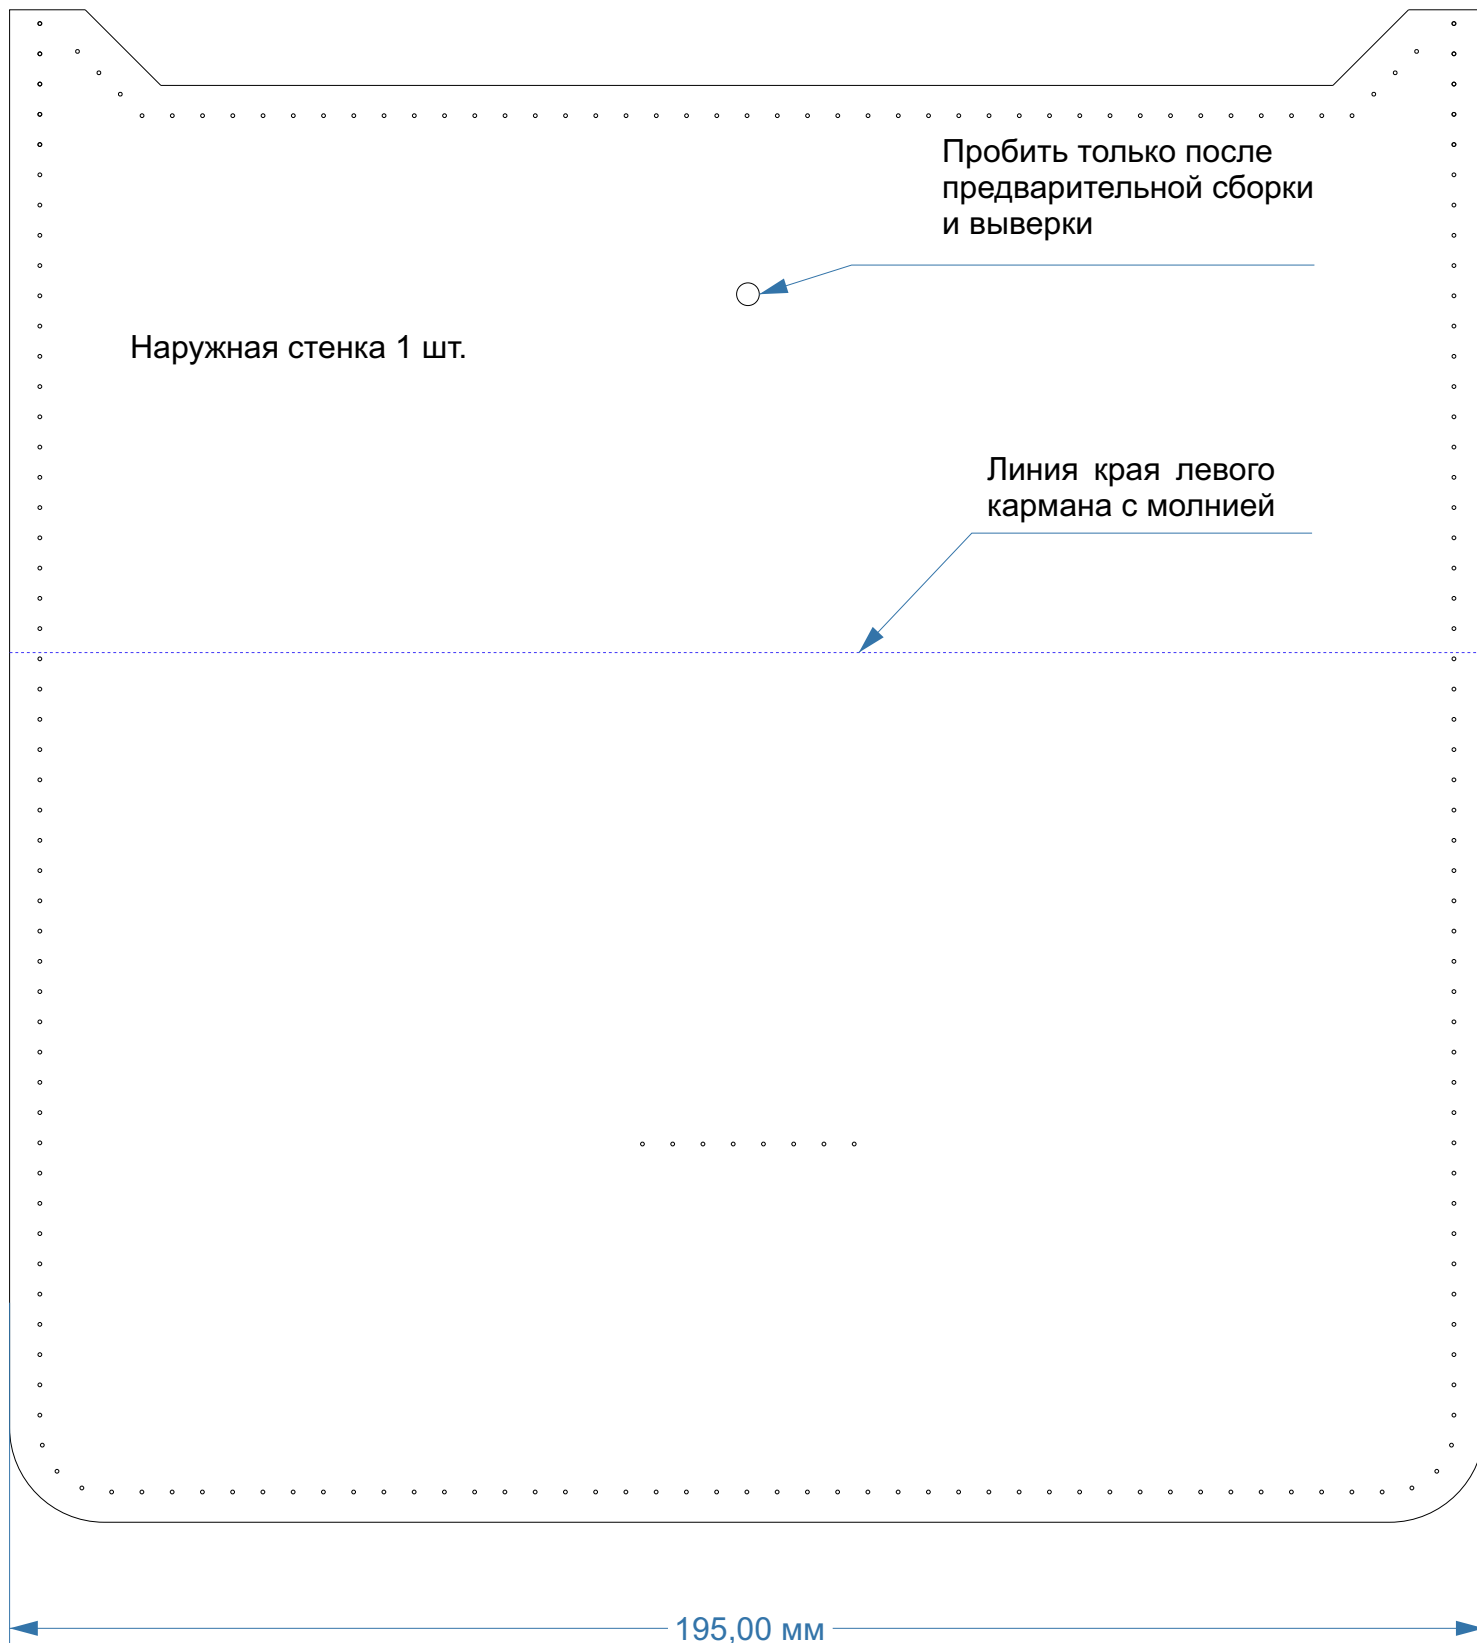 Пробить только после
предварительной сборки
и выверки
Наружная стенка 1 шт.
Линия края левого
кармана с молнией
195,00 мм